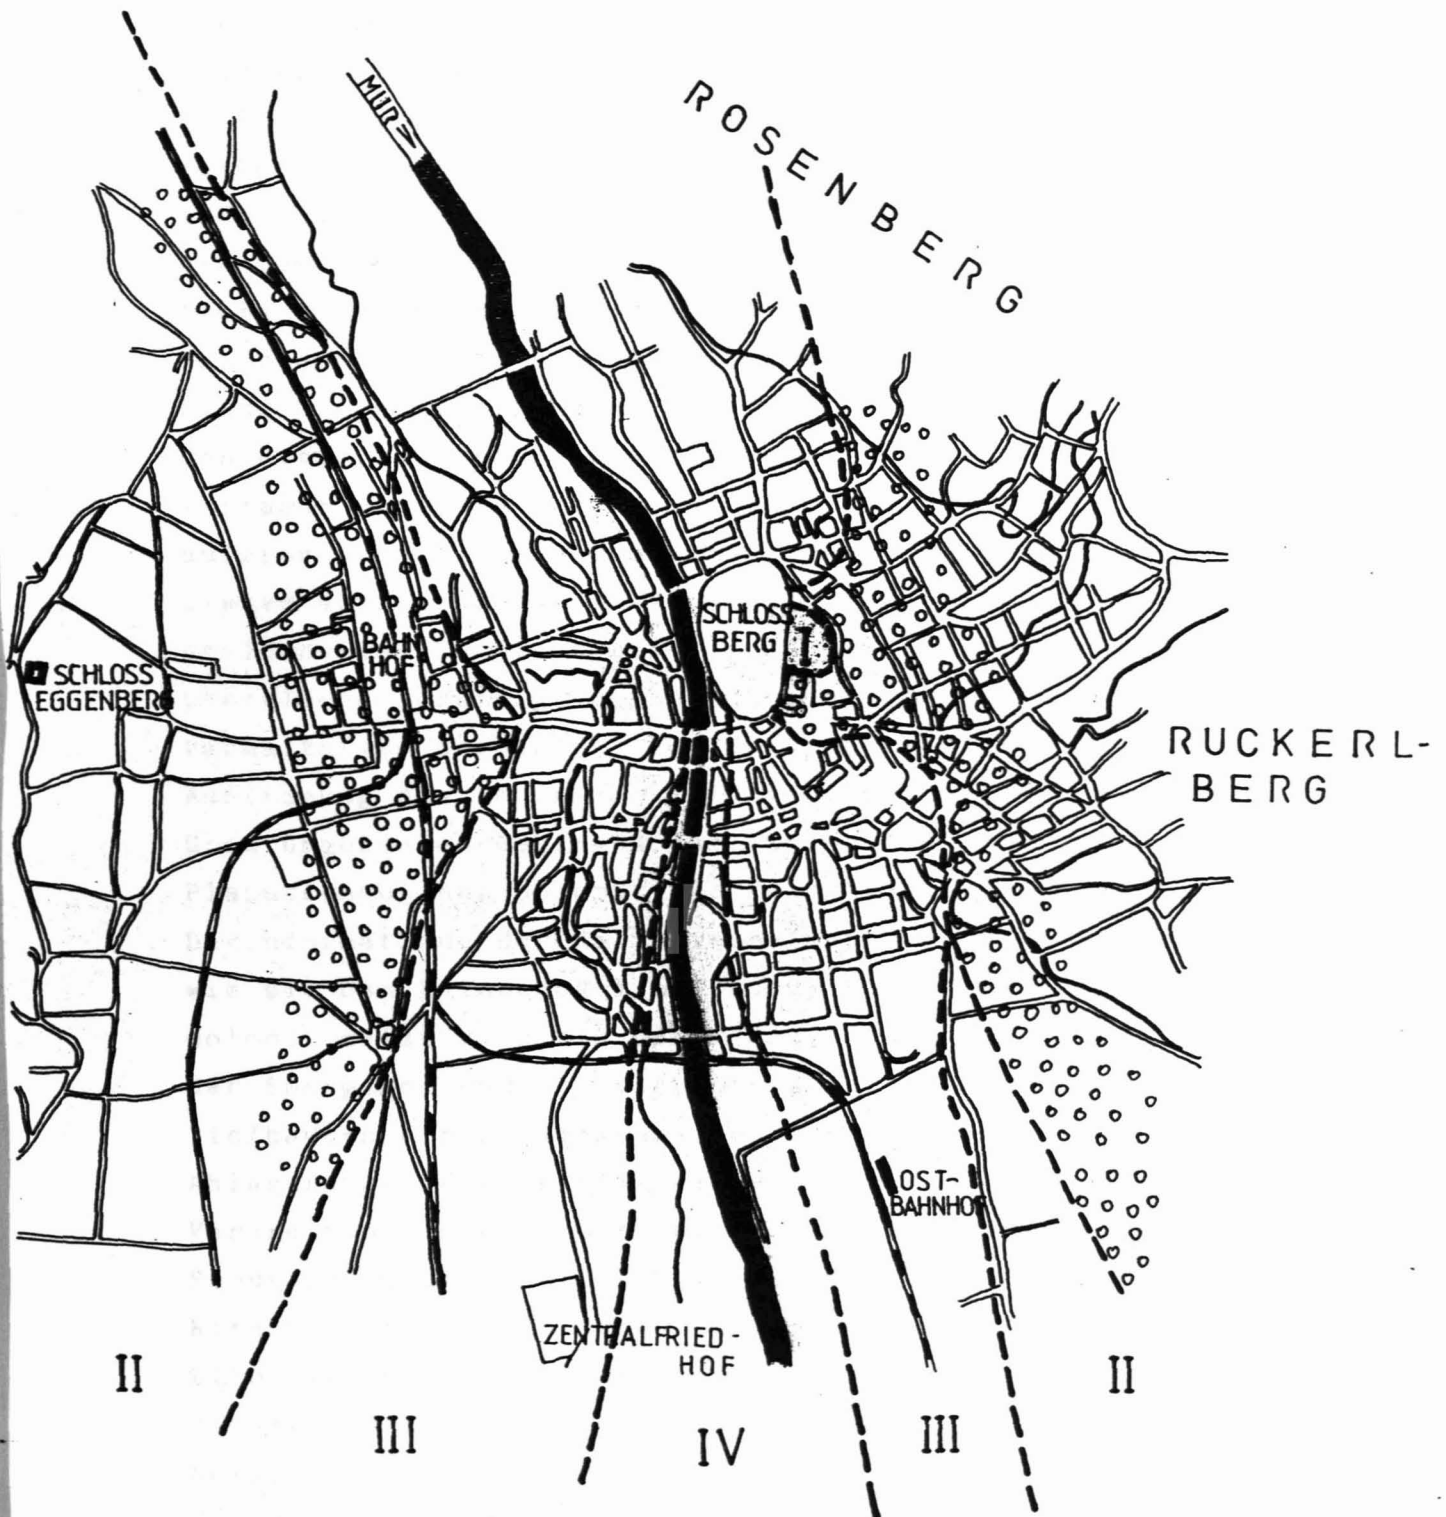 MUR
ROSENBERG
SCHLOSS
BERG
I
BAHN
HOF
SCHLOSS
EGGENBERG
RUCKERL-
BERG
OST-
BAHNHOF
ZENTRALFRIED-
HOF
II
III
IV
III
II